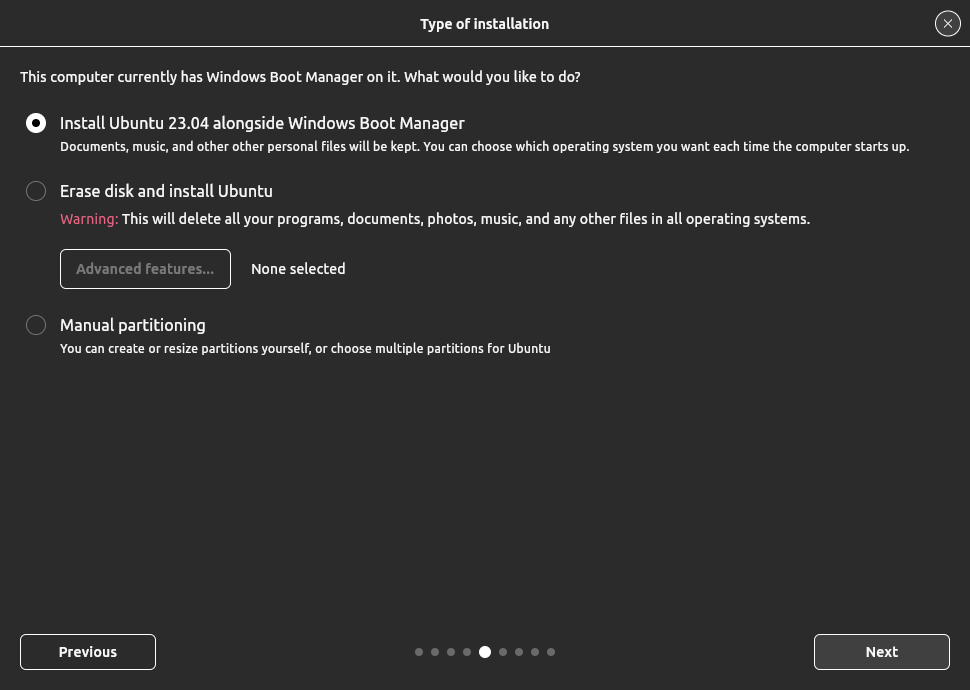 Type of installation
This computer currently has Windows Boot Manager on it. What would you like to do?
Install Ubuntu 23.04 alongside Windows Boot Manager
Documents, music, and other other personal files will be kept. You can choose which operating system you want each time the computer starts up.
Erase disk and install Ubuntu
Warning: This will delete all your programs, documents, photos, music, and any other files in all operating systems.
Advanced features... None selected
Manual partitioning
You can create or resize partitions yourself, or choose multiple partitions for Ubuntu
Previous Next